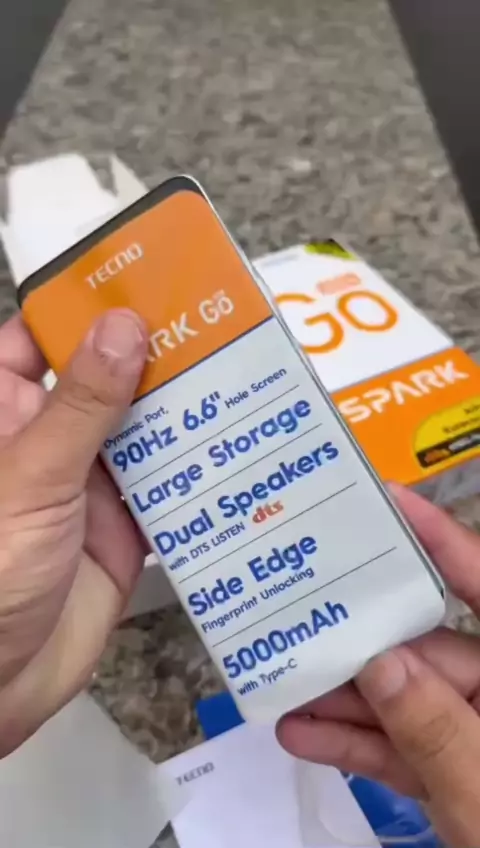 TECNO
RK GO
Dynamic Port,
90Hz 6.6" Hole Screen
Large Storage
Dual Speakers
with DTS LISTEN dts
Side Edge
Fingerprint Unlocking
5000mAh
with Type-C
GO
SPARK
TECNO